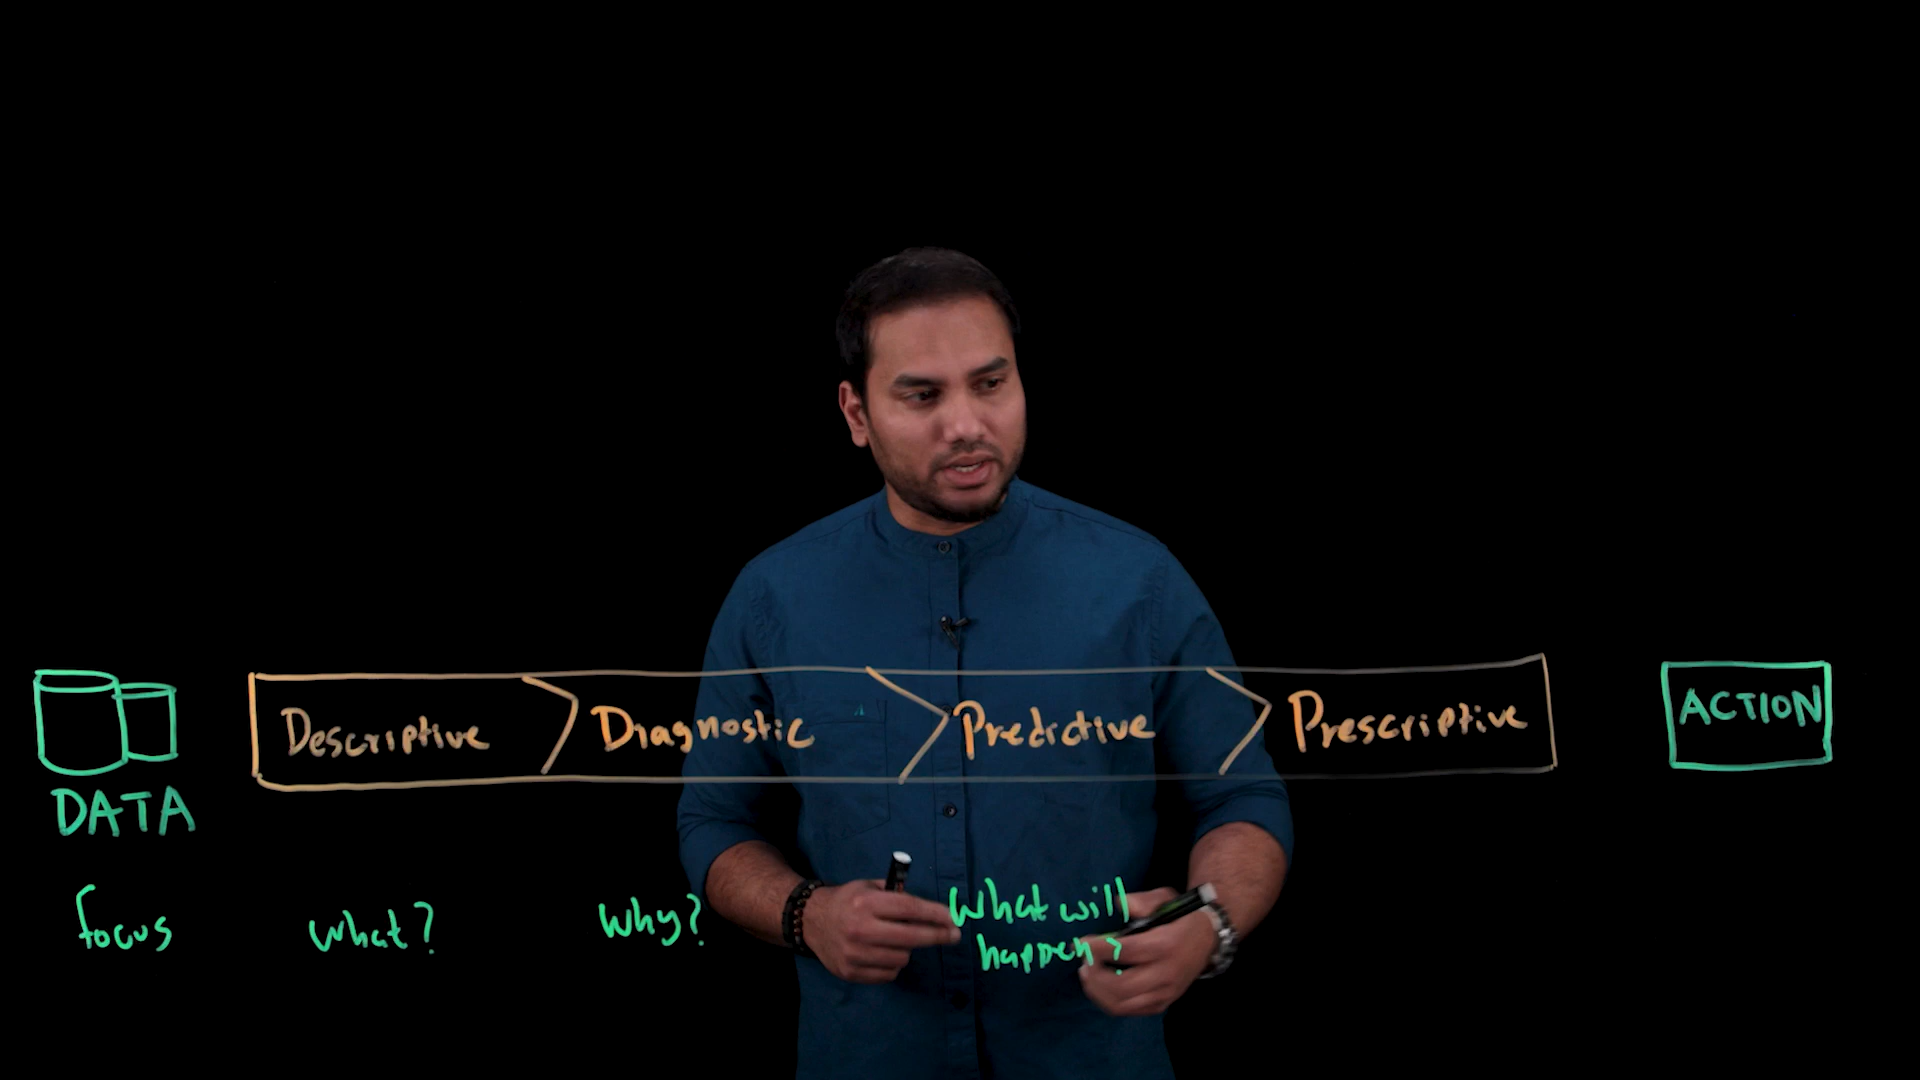 Descriptive
Diagnostic
Predictive
Prescriptive
ACTION
DATA
focus
what?
Why?
What will
happen?